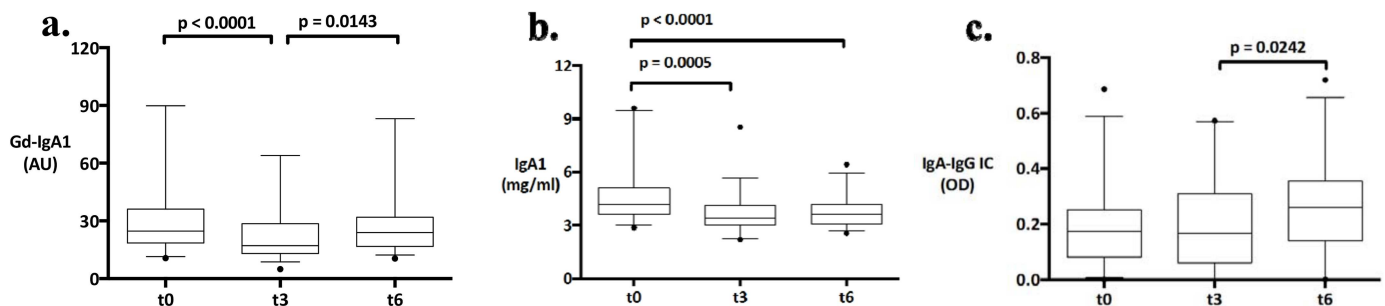 a.
p < 0.0001
p = 0.0143
120
90
Gd-IgA1
(AU)
60
30
0
t0
t3
t6
b.
p < 0.0001
p = 0.0005
12
9
IgA1
(mg/ml)
6
3
0
t0
t3
t6
c.
p = 0.0242
0.8
0.6
IgA-IgG IC
(OD)
0.4
0.2
0.0
t0
t3
t6